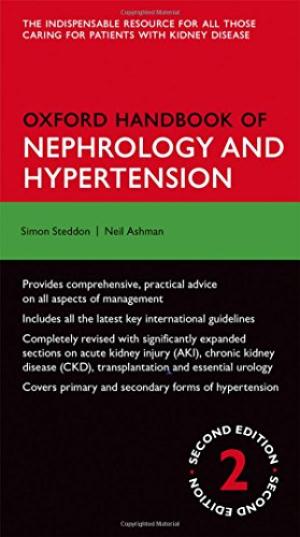 THE INDISPENSABLE RESOURCE FOR ALL THOSE
CARING FOR PATIENTS WITH KIDNEY DISEASE
OXFORD HANDBOOK OF
NEPHROLOGY AND
HYPERTENSION
Simon Steddon | Neil Ashman
Provides comprehensive, practical advice
on all aspects of management
Includes all the latest key international guidelines
Completely revised with significantly expanded
sections on acute kidney injury (AKI), chronic kidney
disease (CKD), transplantation and essential urology
Covers primary and secondary forms of hypertension
SECOND EDITION •
2
SECOND EDITION •